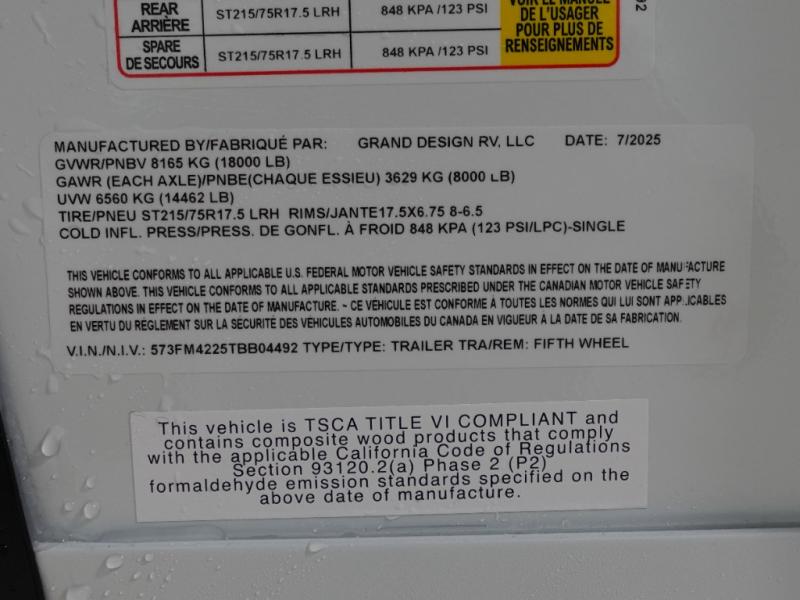 REAR
ARRIÈRE
ST215/75R17.5 LRH
848 KPA /123 PSI
SPARE
DE SECOURS
ST215/75R17.5 LRH
848 KPA /123 PSI
VOIR LE MANUEL
DE L'USAGER
POUR PLUS DE
RENSEIGNEMENTS
MANUFACTURED BY/FABRIQUÉ PAR: GRAND DESIGN RV, LLC DATE: 7/2025
GVWR/PNBV 8165 KG (18000 LB)
GAWR (EACH AXLE)/PNBE(CHAQUE ESSIEU) 3629 KG (8000 LB)
UVW 6560 KG (14462 LB)
TIRE/PNEU ST215/75R17.5 LRH RIMS/JANTE17.5X6.75 8-6.5
COLD INFL. PRESS/PRESS. DE GONFL. À FROID 848 KPA (123 PSI/LPC)-SINGLE
THIS VEHICLE CONFORMS TO ALL APPLICABLE U.S. FEDERAL MOTOR VEHICLE SAFETY STANDARDS IN EFFECT ON THE DATE OF MANUFACTURE
SHOWN ABOVE. THIS VEHICLE CONFORMS TO ALL APPLICABLE STANDARDS PRESCRIBED UNDER THE CANADIAN MOTOR VEHICLE SAFETY
REGULATIONS IN EFFECT ON THE DATE OF MANUFACTURE. ~ CE VÉHICULE EST CONFORME À TOUTES LES NORMES QUI LUI SONT APPLICABLES
EN VERTU DU RÉGLEMENT SUR LA SÉCURITÉ DES VÉHICULES AUTOMOBILES DU CANADA EN VIGUEUR À LA DATE DE SA FABRICATION.
V.I.N./N.I.V.: 573FM4225TBB04492 TYPE/TYPE: TRAILER TRA/REM: FIFTH WHEEL
This vehicle is TSCA TITLE VI COMPLIANT and
contains composite wood products that comply
with the applicable California Code of Regulations
Section 93120.2(a) Phase 2 (P2)
formaldehyde emission standards specified on the
above date of manufacture.